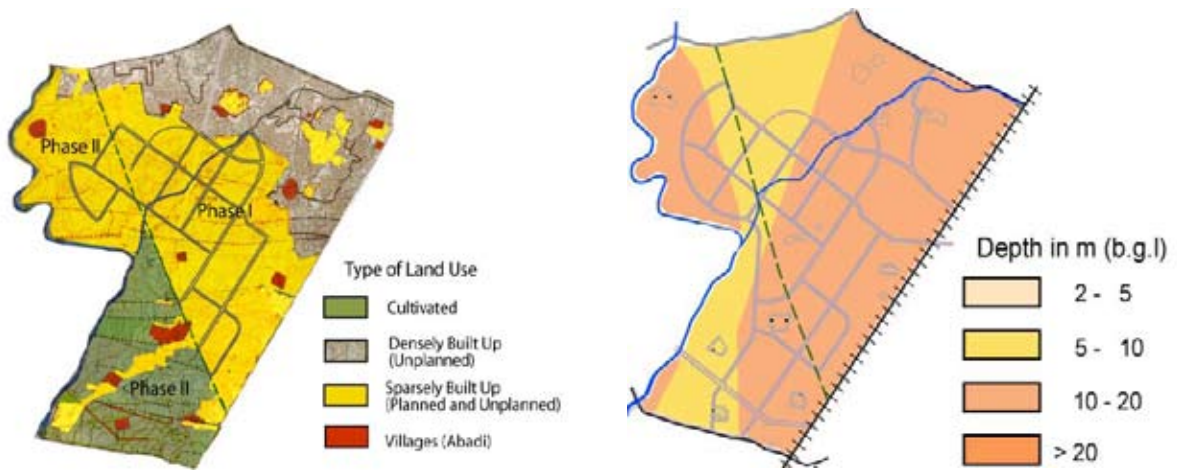 Phase II
Phase I
Phase II
Type of Land Use
Cultivated
Densely Built Up
(Unplanned)
Sparsely Built Up
(Planned and Unplanned)
Villages (Abadi)
Depth in m (b.g.l)
2 - 5
5 - 10
10 - 20
> 20